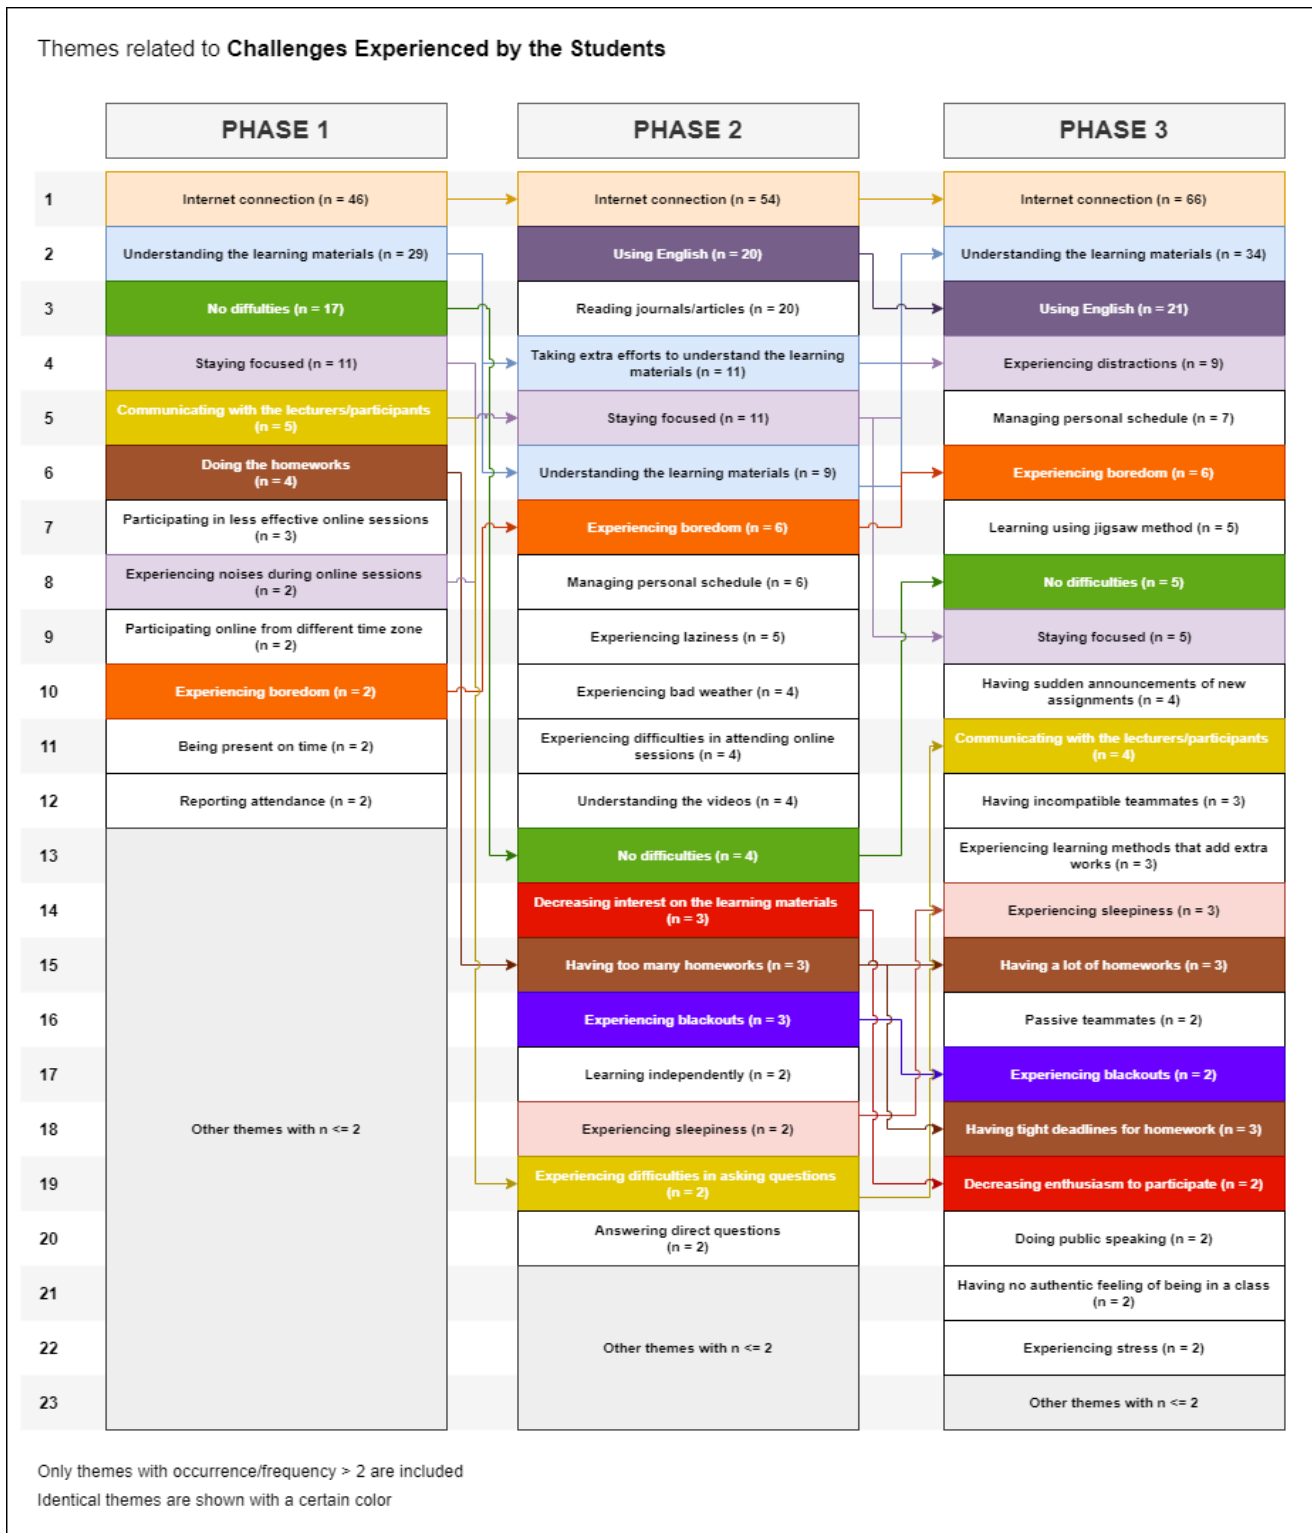 Themes related to Challenges Experienced by the Students
PHASE 1
PHASE 2
PHASE 3
1
Internet connection (n = 46)
Internet connection (n = 54)
Internet connection (n = 66)
2
Understanding the learning materials (n = 29)
Using English (n = 20)
Understanding the learning materials (n = 34)
3
No diffulties (n = 17)
Reading journals/articles (n = 20)
Using English (n = 21)
4
Staying focused (n = 11)
Taking extra efforts to understand the learning
materials (n = 11)
Experiencing distractions (n = 9)
5
Communicating with the lecturers/participants
(n = 5)
Staying focused (n = 11)
Managing personal schedule (n = 7)
6
Doing the homeworks
(n = 4)
Understanding the learning materials (n = 9)
Experiencing boredom (n = 6)
7
Participating in less effective online sessions
(n = 3)
Experiencing boredom (n = 6)
Learning using jigsaw method (n = 5)
8
Experiencing noises during online sessions
(n = 2)
Managing personal schedule (n = 6)
No difficulties (n = 5)
9
Participating online from different time zone
(n = 2)
Experiencing laziness (n = 5)
Staying focused (n = 5)
10
Experiencing boredom (n = 2)
Experiencing bad weather (n = 4)
Having sudden announcements of new
assignments (n = 4)
11
Being present on time (n = 2)
Experiencing difficulties in attending online
sessions (n = 4)
Communicating with the lecturers/participants
(n = 4)
12
Reporting attendance (n = 2)
Understanding the videos (n = 4)
Having incompatible teammates (n = 3)
13
No difficulties (n = 4)
Experiencing learning methods that add extra
works (n = 3)
14
Decreasing interest on the learning materials
(n = 3)
Experiencing sleepiness (n = 3)
15
Having too many homeworks (n = 3)
Having a lot of homeworks (n = 3)
16
Experiencing blackouts (n = 3)
Passive teammates (n = 2)
17
Learning independently (n = 2)
Experiencing blackouts (n = 2)
18
Other themes with n <= 2
Experiencing sleepiness (n = 2)
Having tight deadlines for homework (n = 3)
19
Experiencing difficulties in asking questions
(n = 2)
Decreasing enthusiasm to participate (n = 2)
20
Answering direct questions
(n = 2)
Doing public speaking (n = 2)
21
Having no authentic feeling of being in a class
(n = 2)
22
Other themes with n <= 2
Experiencing stress (n = 2)
23
Other themes with n <= 2
Only themes with occurrence/frequency > 2 are included
Identical themes are shown with a certain color